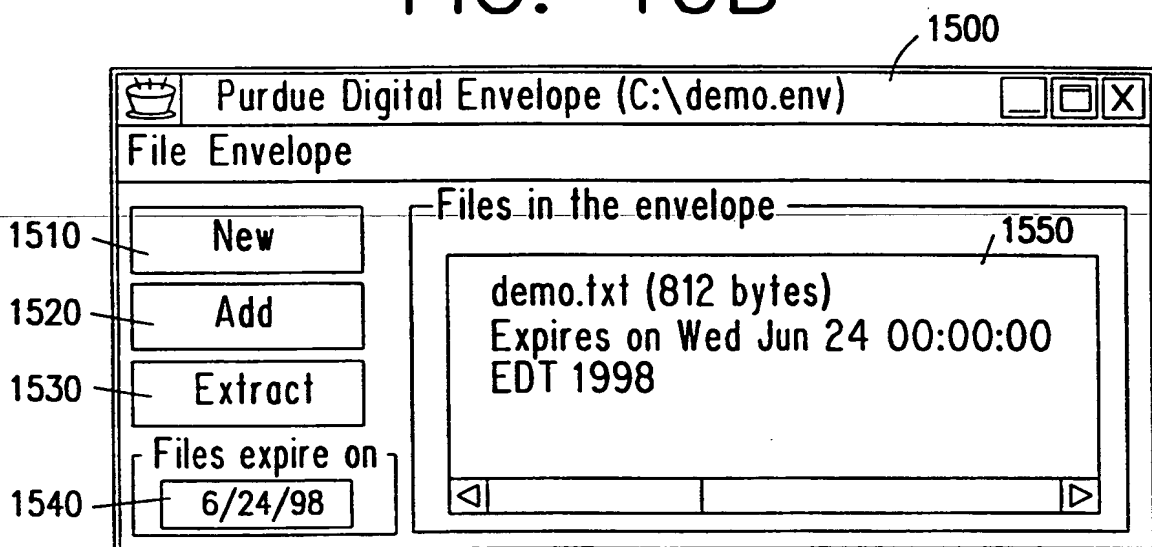 FIG. 15B
1500
Purdue Digital Envelope (C:\demo.env)
File Envelope
1510
New
1520
Add
1530
Extract
Files expire on
1540
6/24/98
Files in the envelope
1550
demo.txt (812 bytes)
Expires on Wed Jun 24 00:00:00
EDT 1998